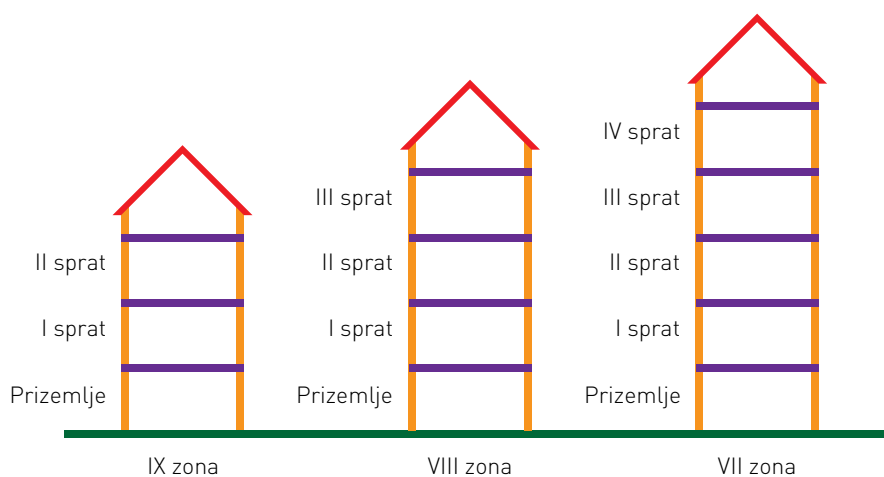 IV sprat
III sprat
III sprat
II sprat
II sprat
II sprat
I sprat
I sprat
I sprat
Prizemlje
Prizemlje
Prizemlje
IX zona
VIII zona
VII zona